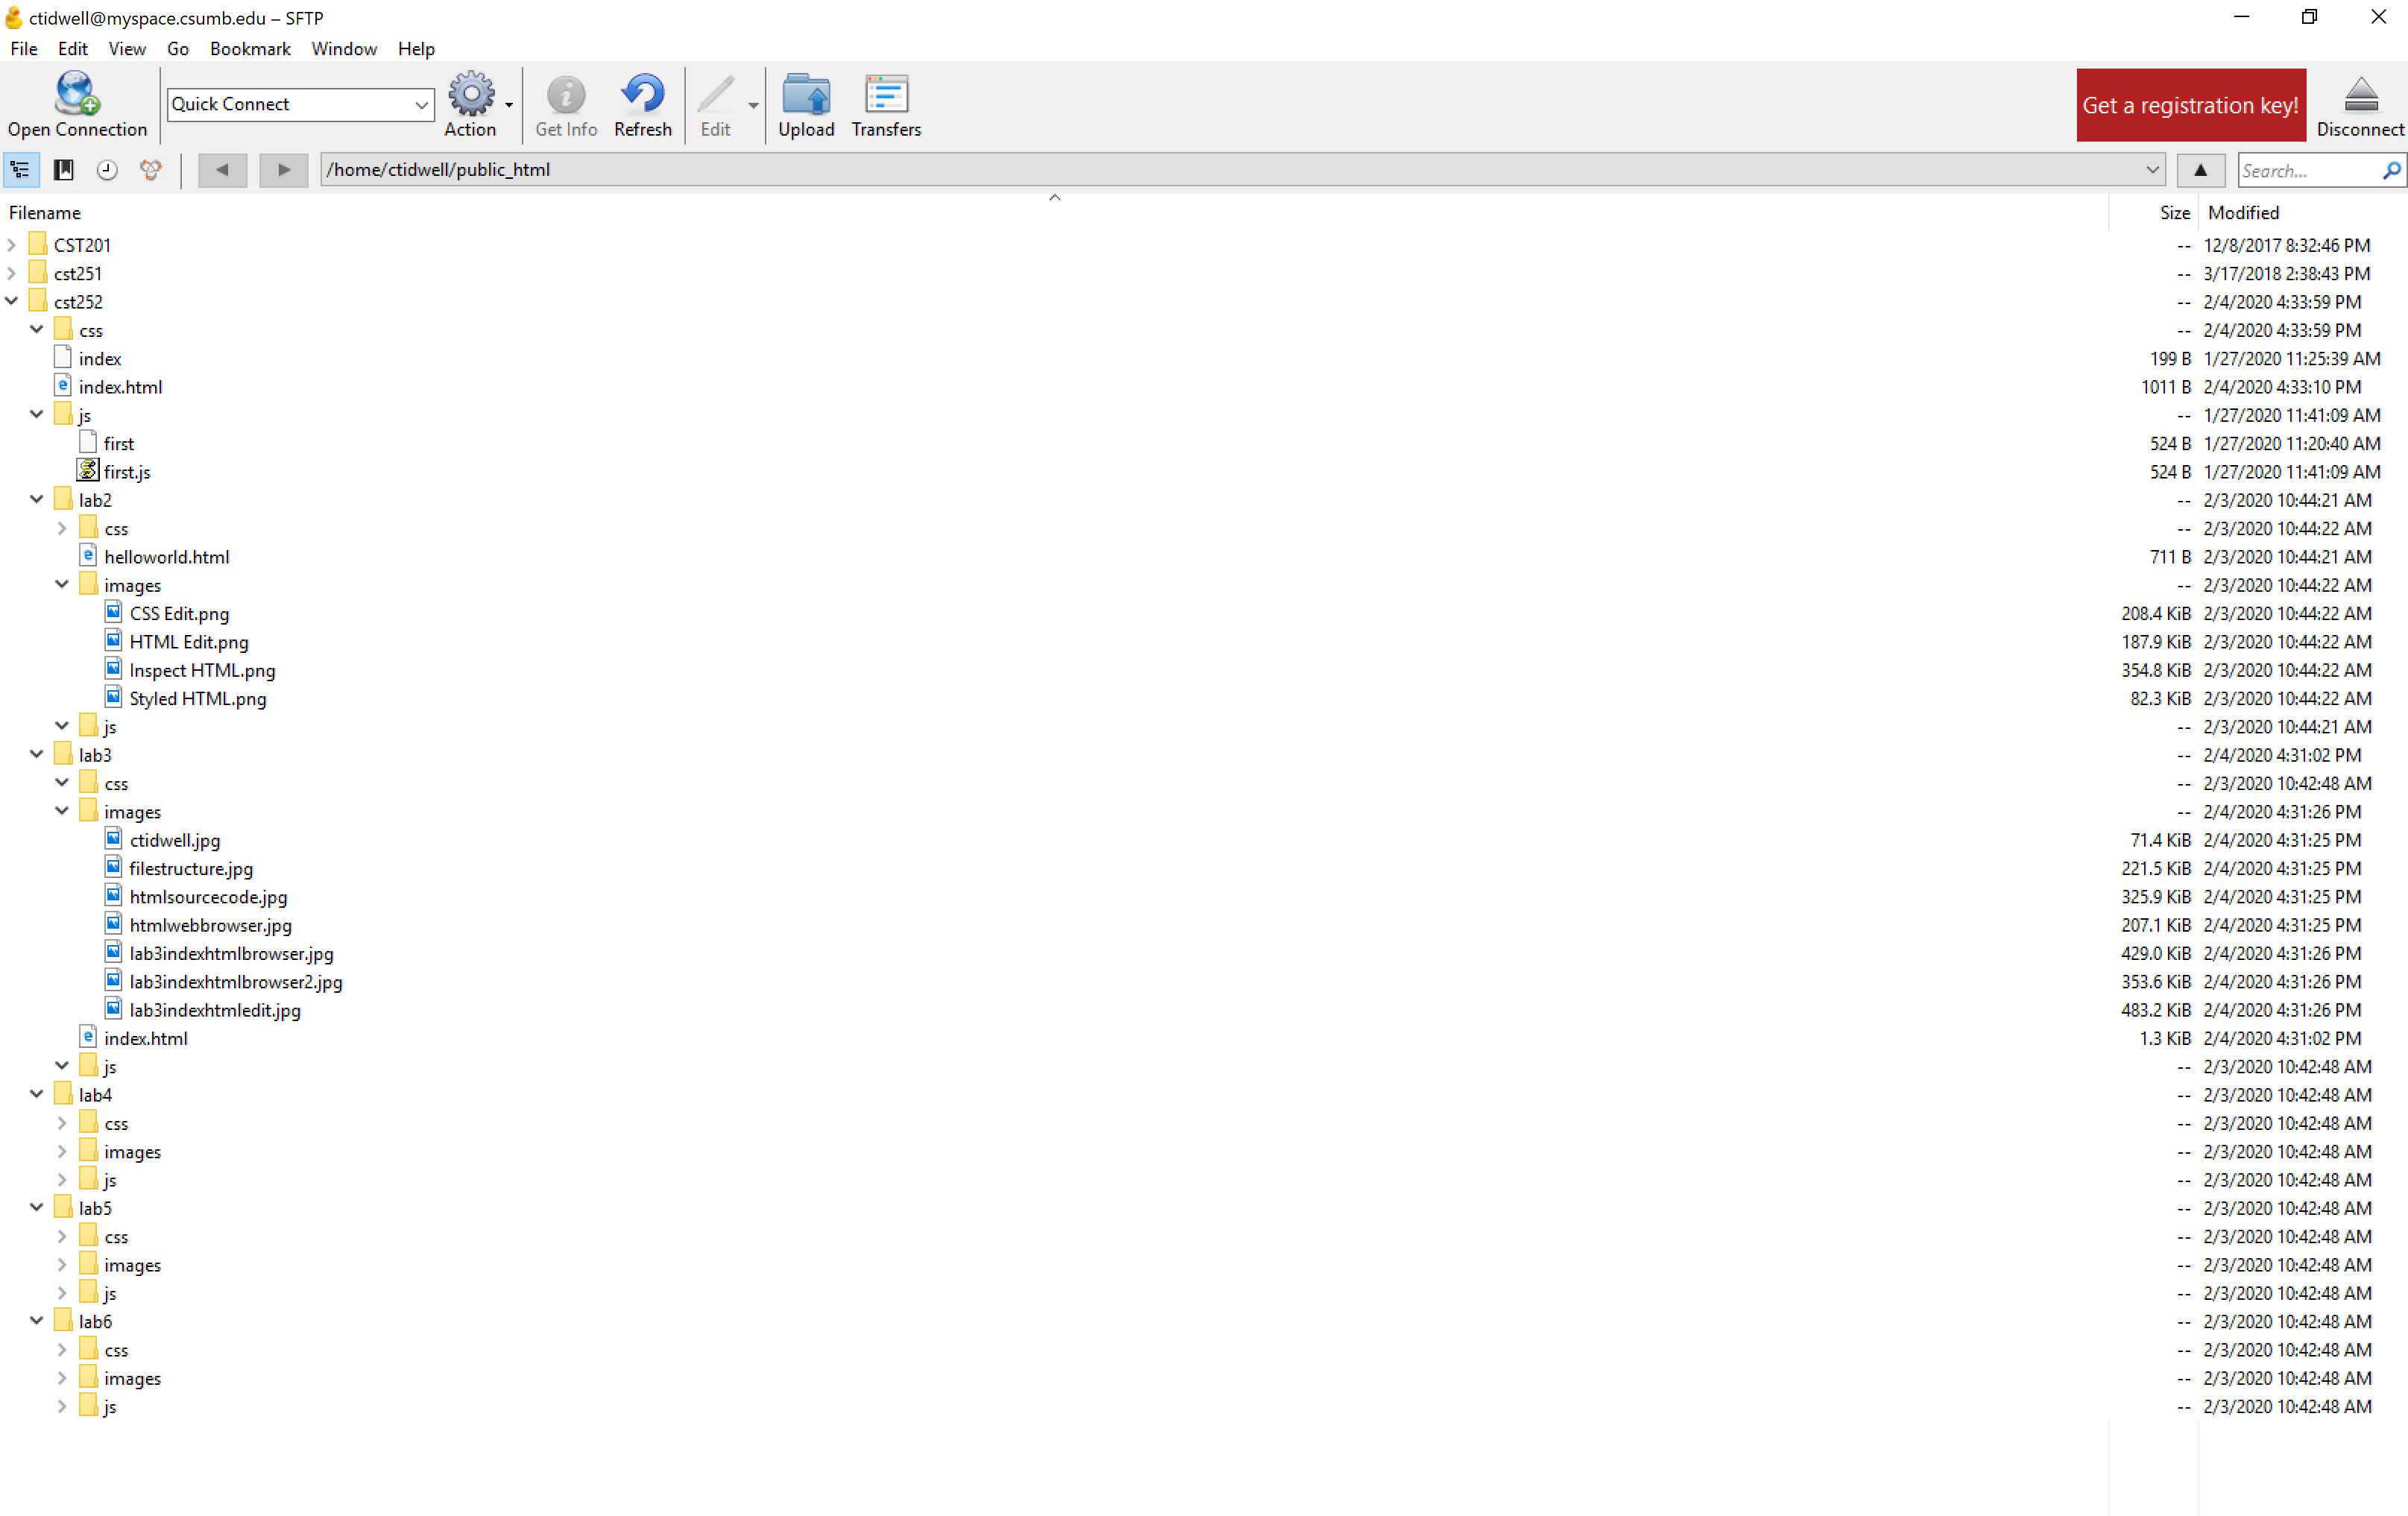 ctidwell@myspace.csumb.edu – SFTP
File Edit View Go Bookmark Window Help
Open Connection Quick Connect Action Get Info Refresh Edit Upload Transfers Get a registration key! Disconnect
/home/ctidwell/public_html Search...
Filename Size Modified
CST201 -- 12/8/2017 8:32:46 PM
cst251 -- 3/17/2018 2:38:43 PM
cst252 -- 2/4/2020 4:33:59 PM
css -- 2/4/2020 4:33:59 PM
index 199 B 1/27/2020 11:25:39 AM
index.html 1011 B 2/4/2020 4:33:10 PM
js -- 1/27/2020 11:41:09 AM
first 524 B 1/27/2020 11:20:40 AM
first.js 524 B 1/27/2020 11:41:09 AM
lab2 -- 2/3/2020 10:44:21 AM
css -- 2/3/2020 10:44:22 AM
helloworld.html 711 B 2/3/2020 10:44:21 AM
images -- 2/3/2020 10:44:22 AM
CSS Edit.png 208.4 KiB 2/3/2020 10:44:22 AM
HTML Edit.png 187.9 KiB 2/3/2020 10:44:22 AM
Inspect HTML.png 354.8 KiB 2/3/2020 10:44:22 AM
Styled HTML.png 82.3 KiB 2/3/2020 10:44:22 AM
js -- 2/3/2020 10:44:21 AM
lab3 -- 2/4/2020 4:31:02 PM
css -- 2/3/2020 10:42:48 AM
images -- 2/4/2020 4:31:26 PM
ctidwell.jpg 71.4 KiB 2/4/2020 4:31:25 PM
filestructure.jpg 221.5 KiB 2/4/2020 4:31:25 PM
htmlsourcecode.jpg 325.9 KiB 2/4/2020 4:31:25 PM
htmlwebbrowser.jpg 207.1 KiB 2/4/2020 4:31:25 PM
lab3indexhtmlbrowser.jpg 429.0 KiB 2/4/2020 4:31:26 PM
lab3indexhtmlbrowser2.jpg 353.6 KiB 2/4/2020 4:31:26 PM
lab3indexhtmledit.jpg 483.2 KiB 2/4/2020 4:31:26 PM
index.html 1.3 KiB 2/4/2020 4:31:02 PM
js -- 2/3/2020 10:42:48 AM
lab4 -- 2/3/2020 10:42:48 AM
css -- 2/3/2020 10:42:48 AM
images -- 2/3/2020 10:42:48 AM
js -- 2/3/2020 10:42:48 AM
lab5 -- 2/3/2020 10:42:48 AM
css -- 2/3/2020 10:42:48 AM
images -- 2/3/2020 10:42:48 AM
js -- 2/3/2020 10:42:48 AM
lab6 -- 2/3/2020 10:42:48 AM
css -- 2/3/2020 10:42:48 AM
images -- 2/3/2020 10:42:48 AM
js -- 2/3/2020 10:42:48 AM